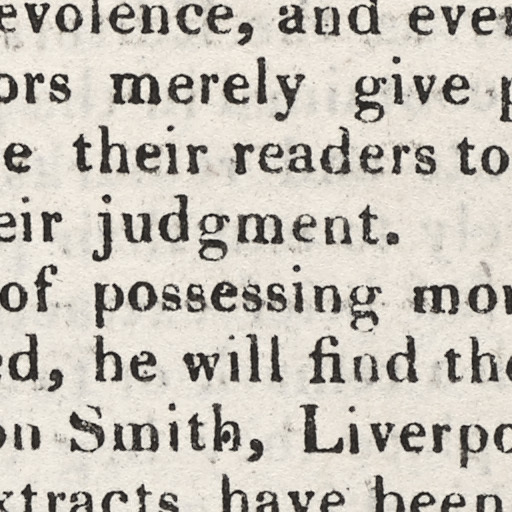 evolence, and ever
ors merely give p
e their readers to
eir judgment.
of possessing mor
ed, he will find the
on Smith, Liverpo
xtracts have been